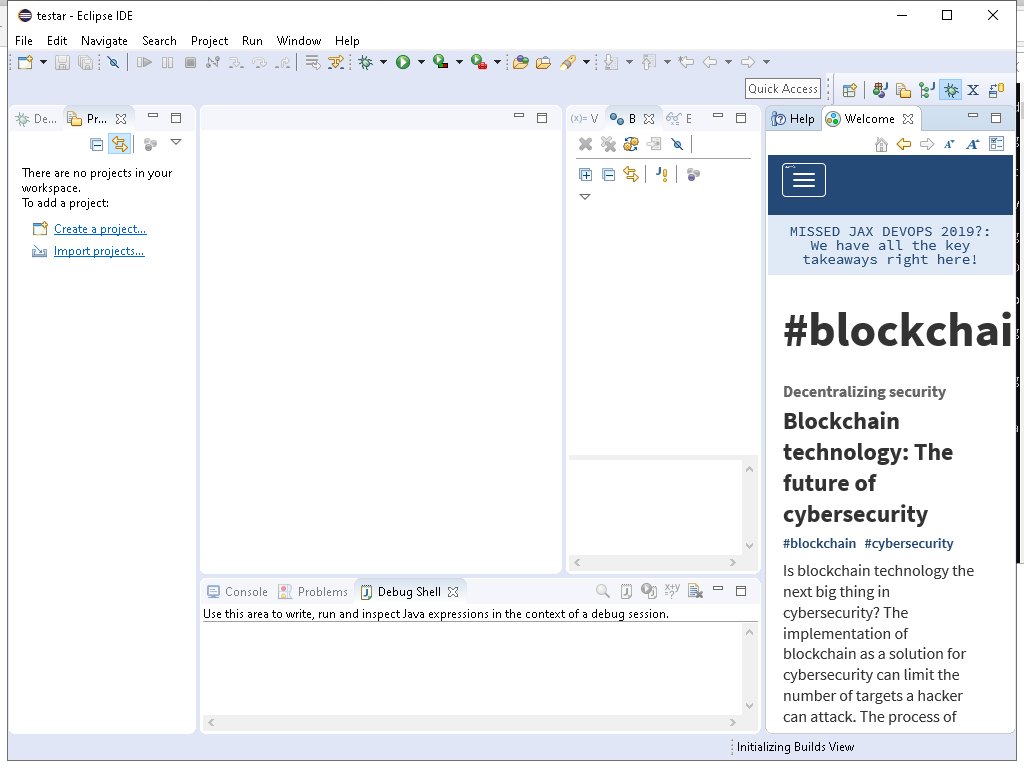 testar - Eclipse IDE
File Edit Navigate Search Project Run Window Help
Quick Access
De... Pr...
There are no projects in your
workspace.
To add a project:
Create a project...
Import projects...
(x)= V B E
Help Welcome
MISSED JAX DEVOPS 2019?:
We have all the key
takeaways right here!
#blockchai
Decentralizing security
Blockchain
technology: The
future of
cybersecurity
#blockchain #cybersecurity
Is blockchain technology the
next big thing in
cybersecurity? The
implementation of
blockchain as a solution for
cybersecurity can limit the
number of targets a hacker
can attack. The process of
Console Problems Debug Shell
Use this area to write, run and inspect Java expressions in the context of a debug session.
Initializing Builds View